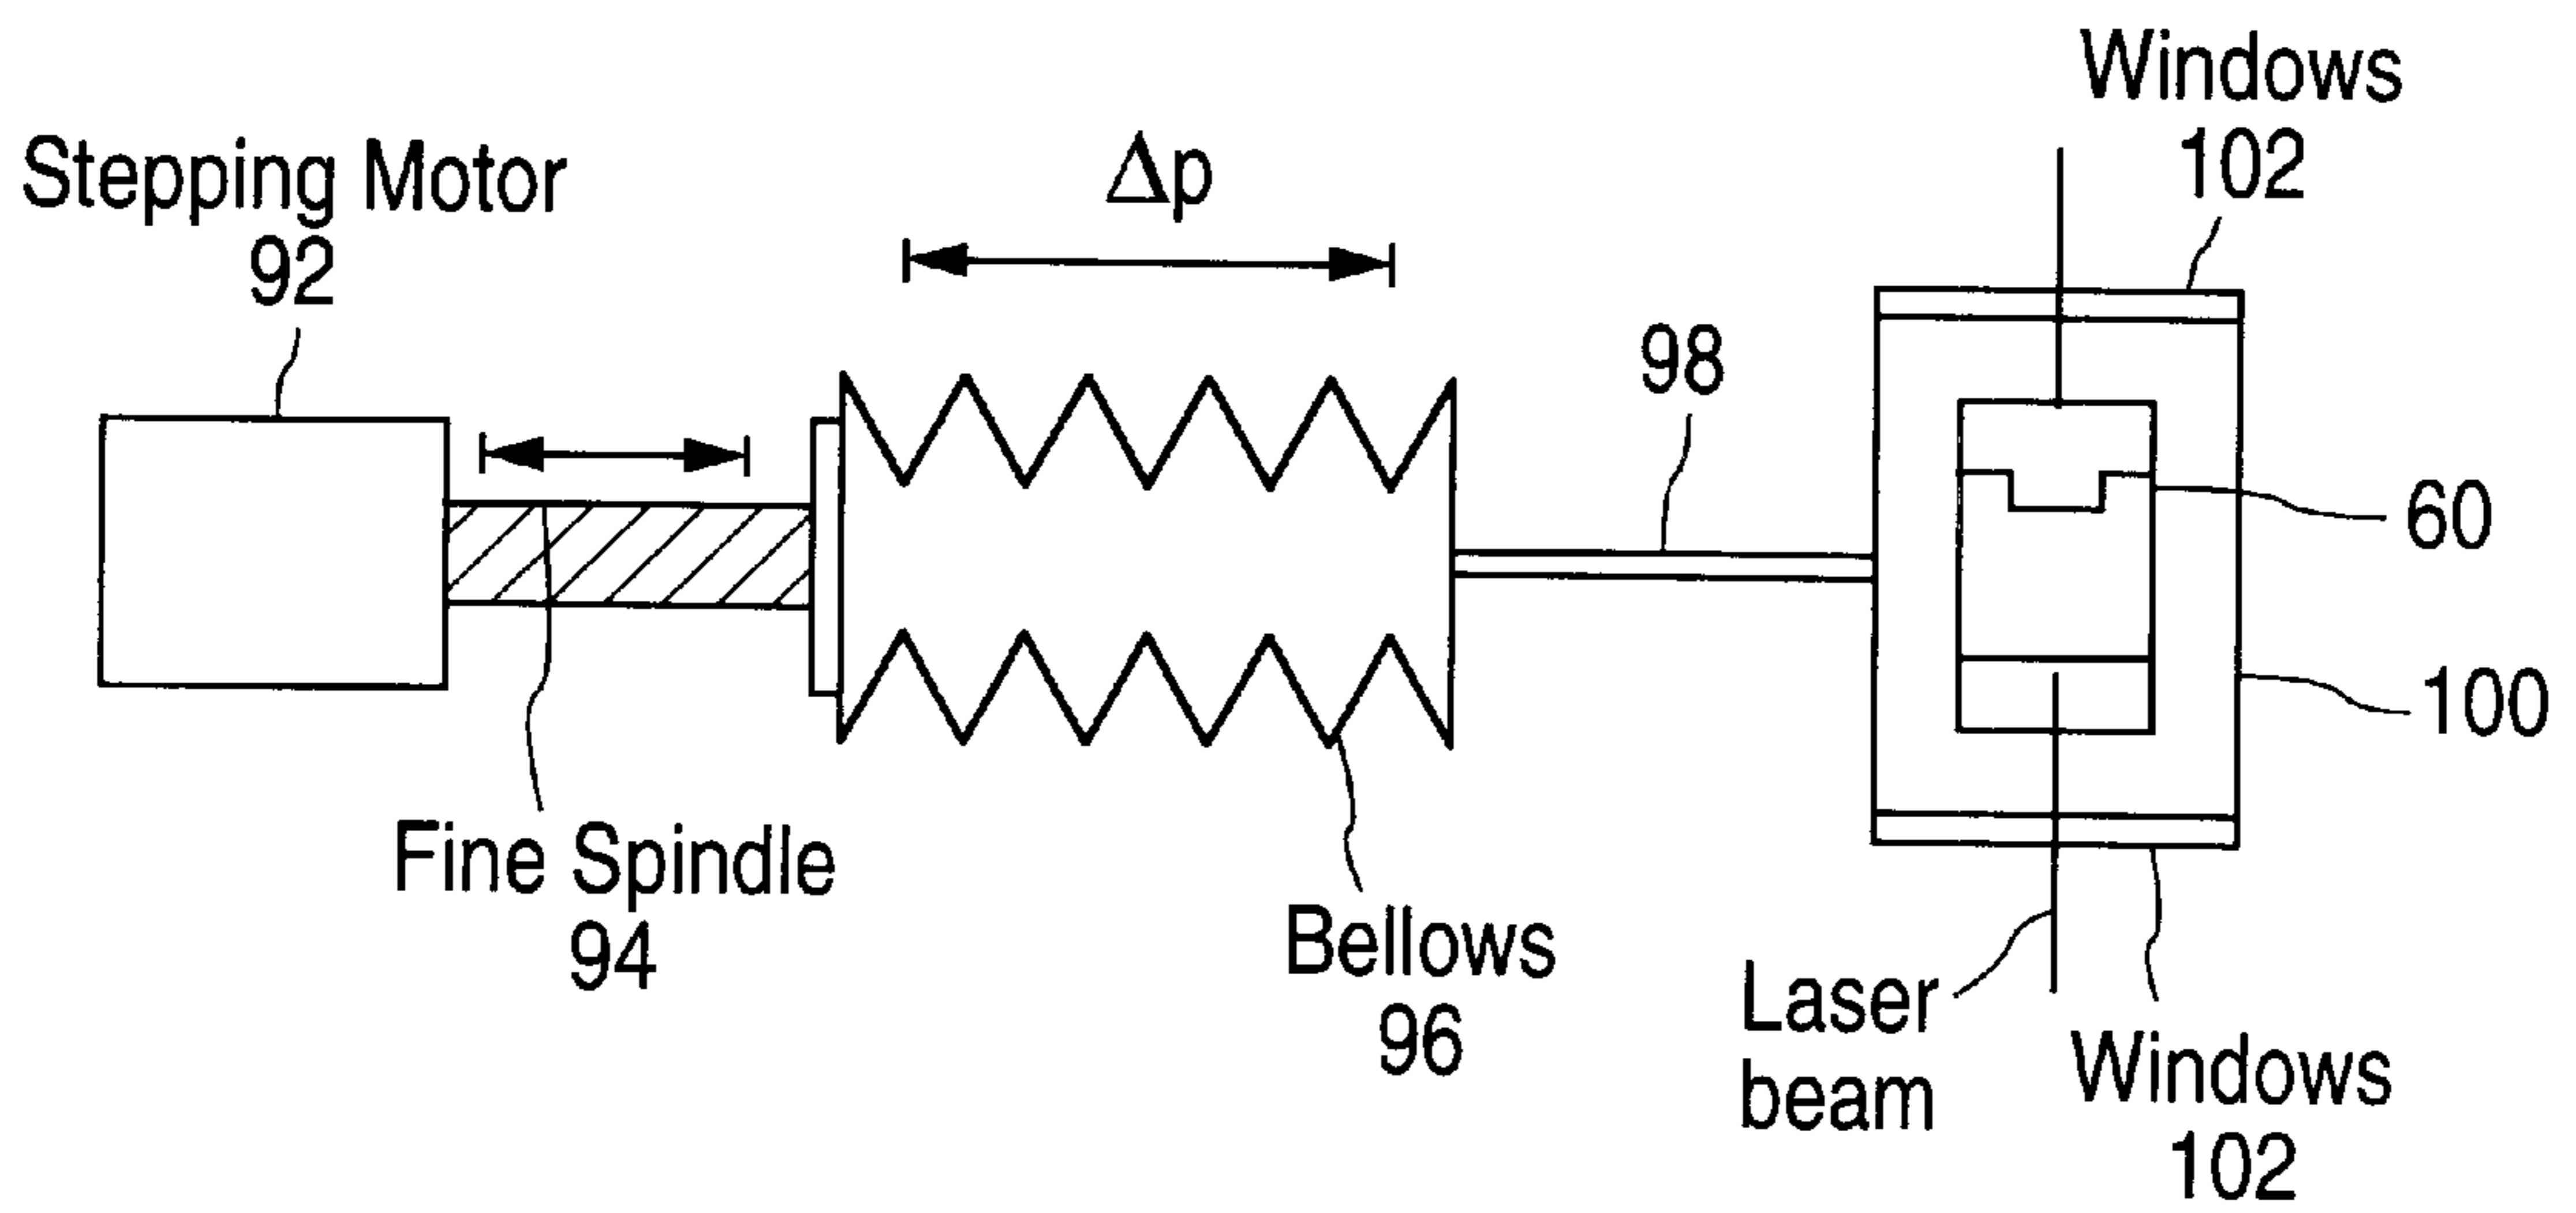 Windows
102
Stepping Motor
92
Δp
98
60
100
Fine Spindle
94
Bellows
96
Laser
beam
Windows
102